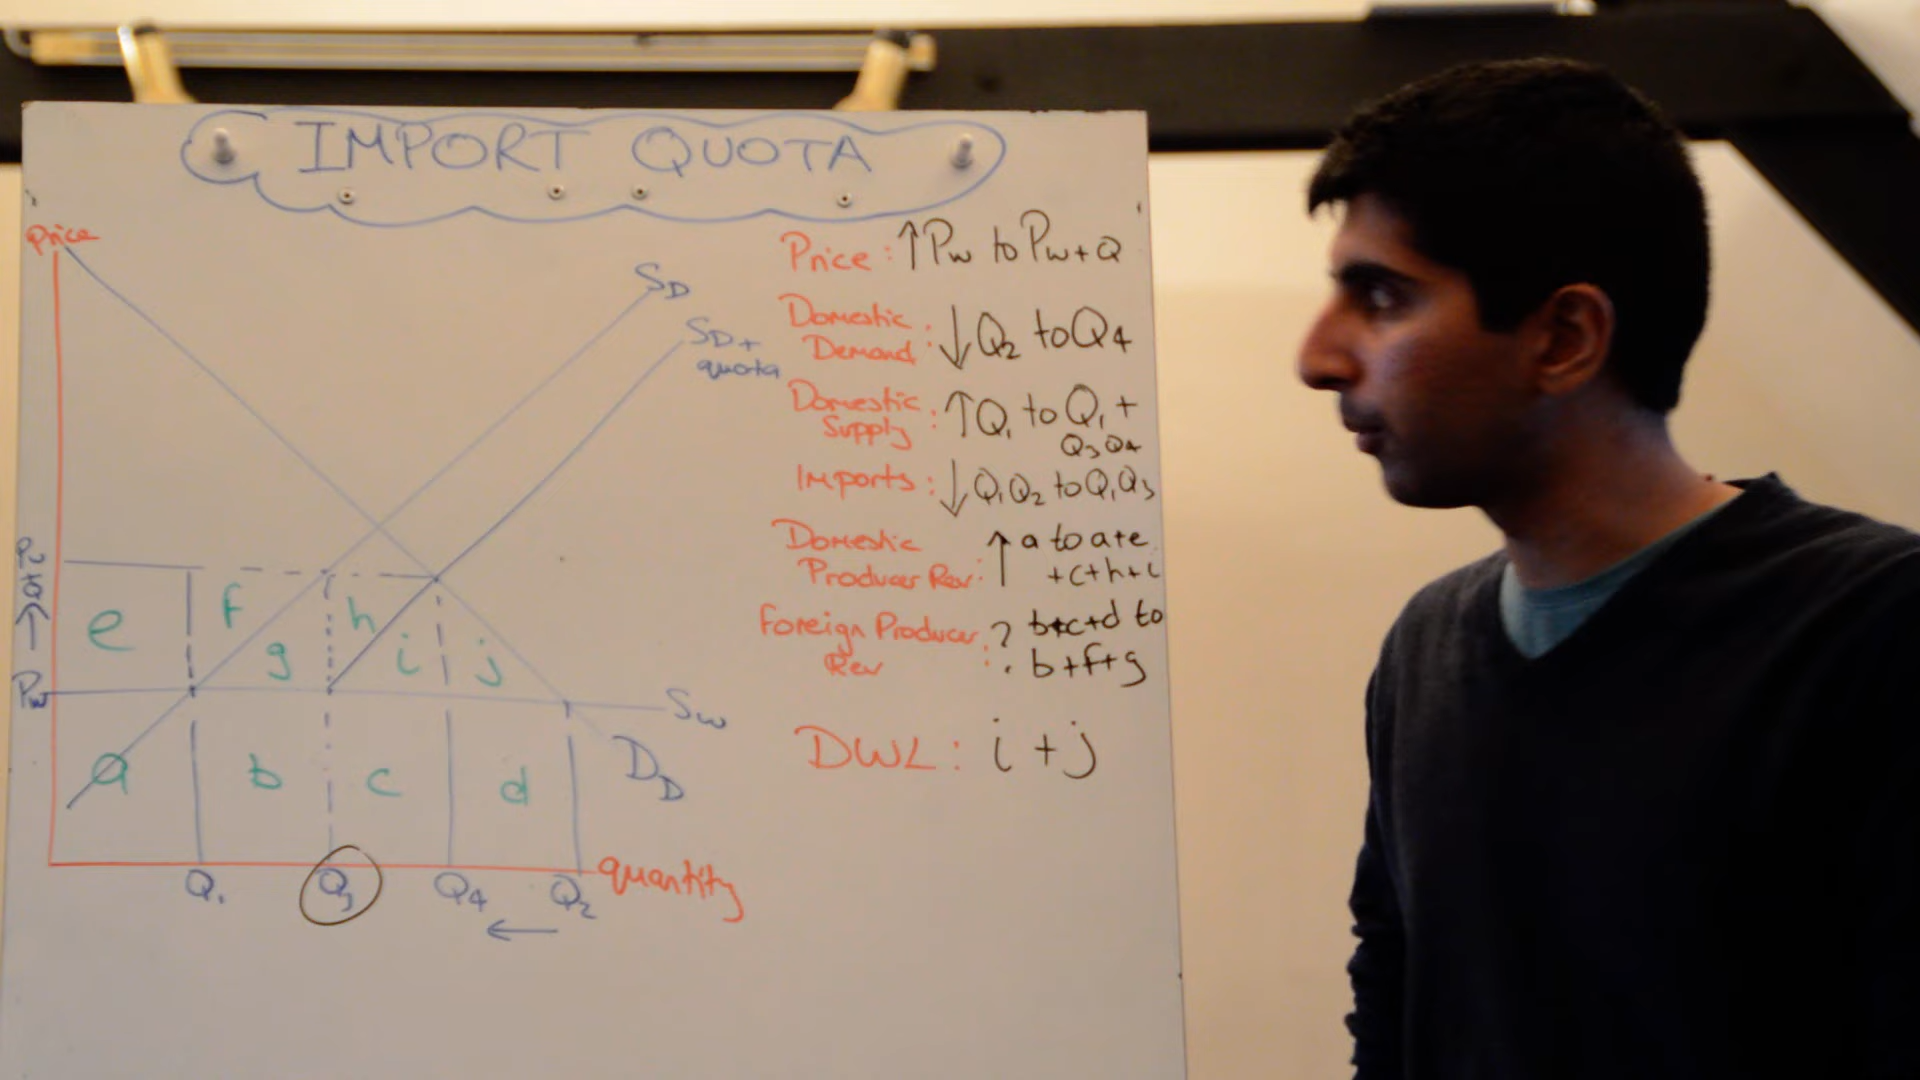 IMPORT QUOTA
Price
SD
SD+
quota
Pw+Q
Pw
e
f
g
h
i
j
a
b
c
d
Sw
DD
Q1
Q3
Q4
Q2
quantity
←
Price: ↑Pw to Pw+Q
Domestic
Demand: ↓Q2 to Q4
Domestic
Supply: ↑Q1 to Q1+
Q3Q4
Imports: ↓Q1Q2 to Q1Q3
Domestic
Producer Rev: ↑ a to a+e
+c+h+i
Foreign Producer
Rev: ? b+c+d to
b+f+g
DWL: i+j